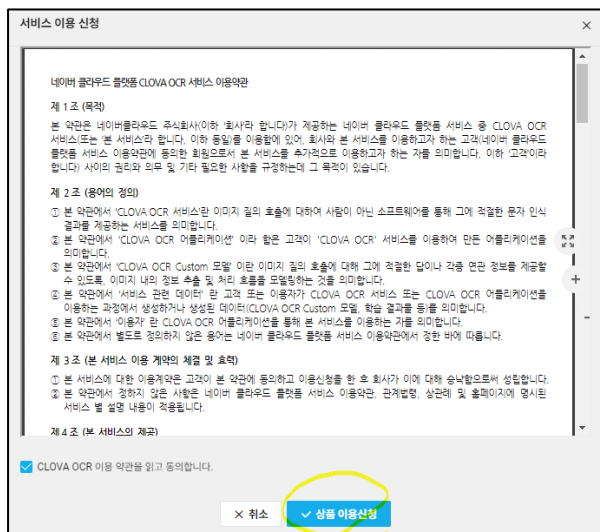 서비스 이용 신청
네이버 클라우드 플랫폼 CLOVA OCR 서비스 이용약관
제 1 조 (목적)
본 약관은 네이버클라우드 주식회사(이하 '회사'라 합니다)가 제공하는 네이버 클라우드 플랫폼 서비스 중 CLOVA OCR
서비스(또는 '본 서비스'라 합니다. 이하 동일)를 이용함에 있어, 회사와 본 서비스를 이용하고자 하는 고객(네이버 클라우드
플랫폼 서비스 이용약관에 동의한 회원으로서 본 서비스를 추가적으로 이용하고자 하는 자를 의미합니다. 이하 '고객'이라
합니다) 사이의 권리와 의무 및 기타 필요한 사항을 규정하는데 그 목적이 있습니다.
제 2 조 (용어의 정의)
① 본 약관에서 'CLOVA OCR 서비스'란 이미지 질의 호출에 대하여 사람이 아닌 소프트웨어를 통해 그에 적절한 문자 인식
결과를 제공하는 서비스를 의미합니다.
② 본 약관에서 'CLOVA OCR 어플리케이션' 이라 함은 고객이 'CLOVA OCR' 서비스를 이용하여 만든 어플리케이션을
의미합니다.
③ 본 약관에서 'CLOVA OCR Custom 모델' 이란 이미지 질의 호출에 대해 그에 적절한 답이나 각종 연관 정보를 제공할
수 있도록, 이미지 내의 정보 추출 및 처리 흐름을 모델링하는 것을 의미합니다.
④ 본 약관에서 '서비스 관련 데이터' 란 고객 또는 이용자가 CLOVA OCR 서비스 또는 CLOVA OCR 어플리케이션을
이용하는 과정에서 생성하거나 생성된 데이터(CLOVA OCR Custom 모델, 학습 결과물 등)를 의미합니다.
⑤ 본 약관에서 '이용자' 란 CLOVA OCR 어플리케이션을 통해 본 서비스를 이용하는 자를 의미합니다.
⑥ 본 약관에서 별도로 정의하지 않은 용어는 네이버 클라우드 플랫폼 서비스 이용약관에서 정한 바에 따릅니다.
제 3 조 (본 서비스 이용 계약의 체결 및 효력)
① 본 서비스에 대한 이용계약은 고객이 본 약관에 동의하고 이용신청을 한 후 회사가 이에 대해 승낙함으로써 성립합니다.
② 본 약관에서 정하지 않은 사항은 네이버 클라우드 플랫폼 서비스 이용약관, 관계법령, 상관례 및 홈페이지에 명시된
서비스 별 설명 내용이 적용됩니다.
제 4 조 (본 서비스의 제공)
CLOVA OCR 이용 약관을 읽고 동의합니다.
취소
상품 이용신청